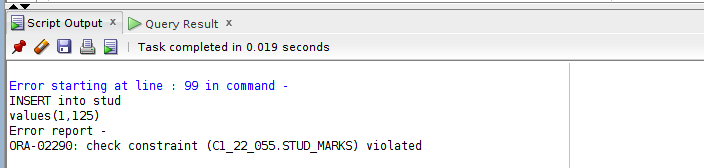 Script Output x
Query Result x
Task completed in 0.019 seconds
Error starting at line : 99 in command -
INSERT into stud
values(1,125)
Error report -
ORA-02290: check constraint (C1_22_055.STUD_MARKS) violated